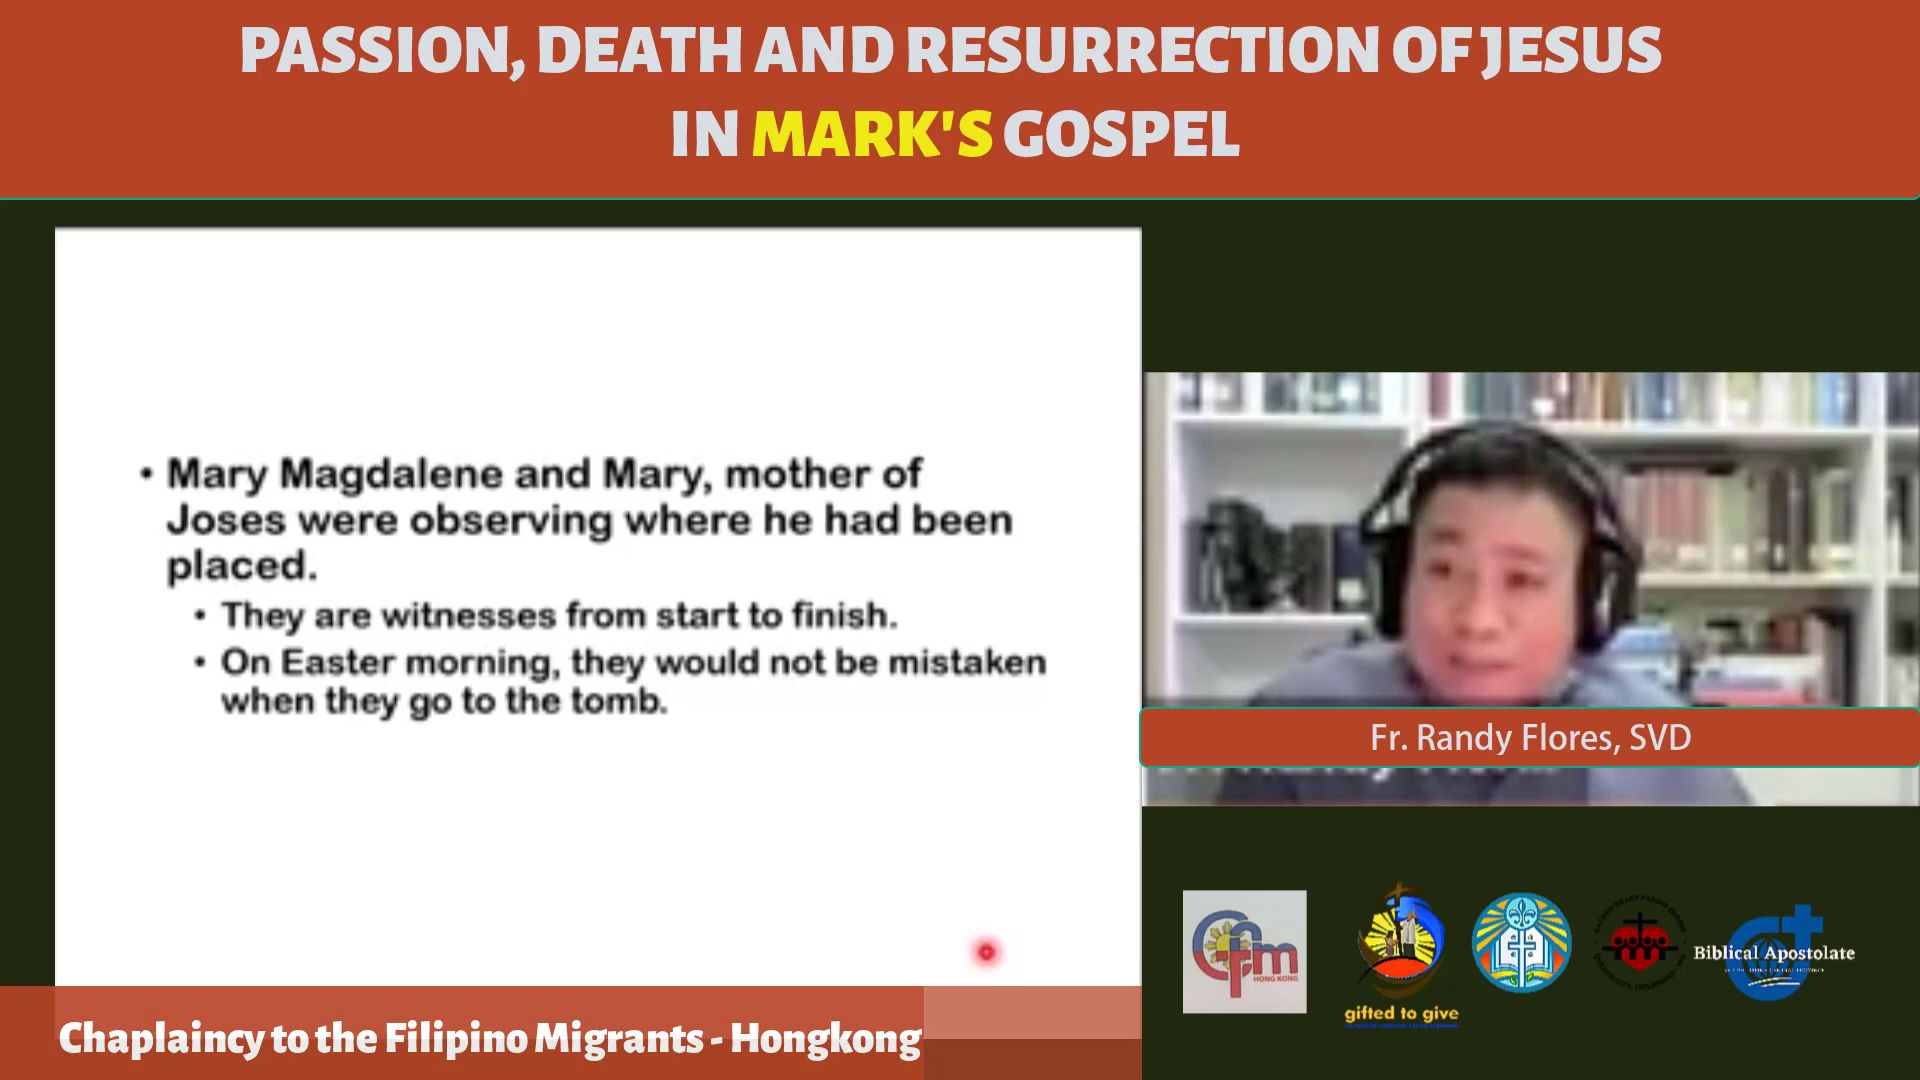 PASSION, DEATH AND RESURRECTION OF JESUS
IN MARK'S GOSPEL
• Mary Magdalene and Mary, mother of
Joses were observing where he had been
placed.
• They are witnesses from start to finish.
• On Easter morning, they would not be mistaken
when they go to the tomb.
Fr. Randy Flores, SVD
Cffm
HONG KONG
gifted to give
Biblical Apostolate
Chaplaincy to the Filipino Migrants - Hongkong